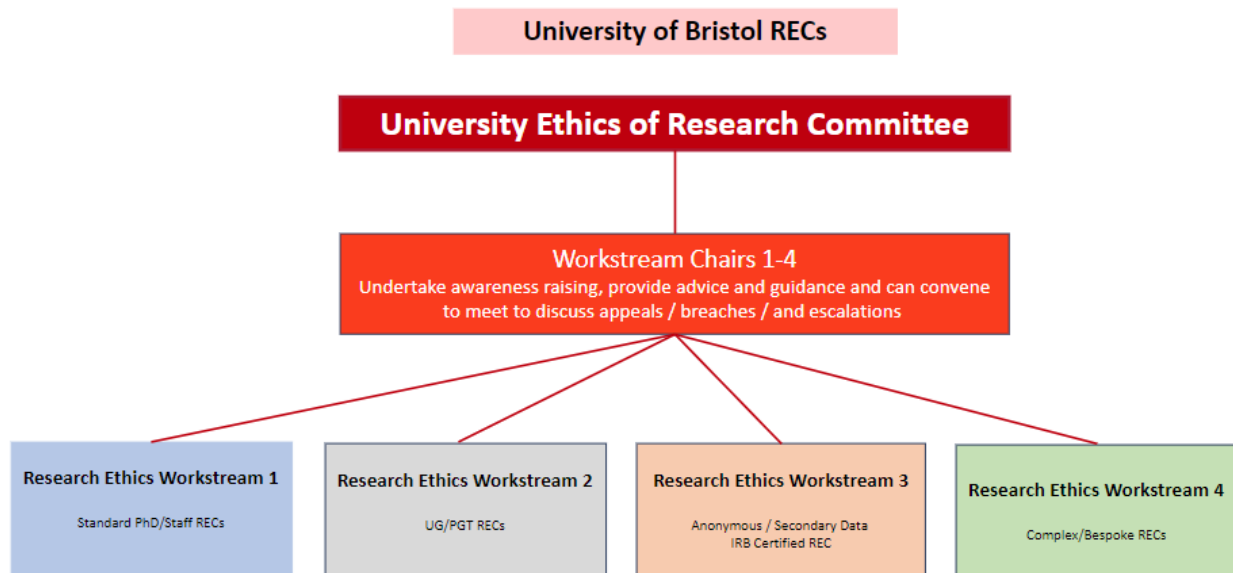 University of Bristol RECs
University Ethics of Research Committee
Workstream Chairs 1-4
Undertake awareness raising, provide advice and guidance and can convene
to meet to discuss appeals / breaches / and escalations
Research Ethics Workstream 1
Standard PhD/Staff RECs
Research Ethics Workstream 2
UG/PGT RECs
Research Ethics Workstream 3
Anonymous / Secondary Data
IRB Certified REC
Research Ethics Workstream 4
Complex/Bespoke RECs